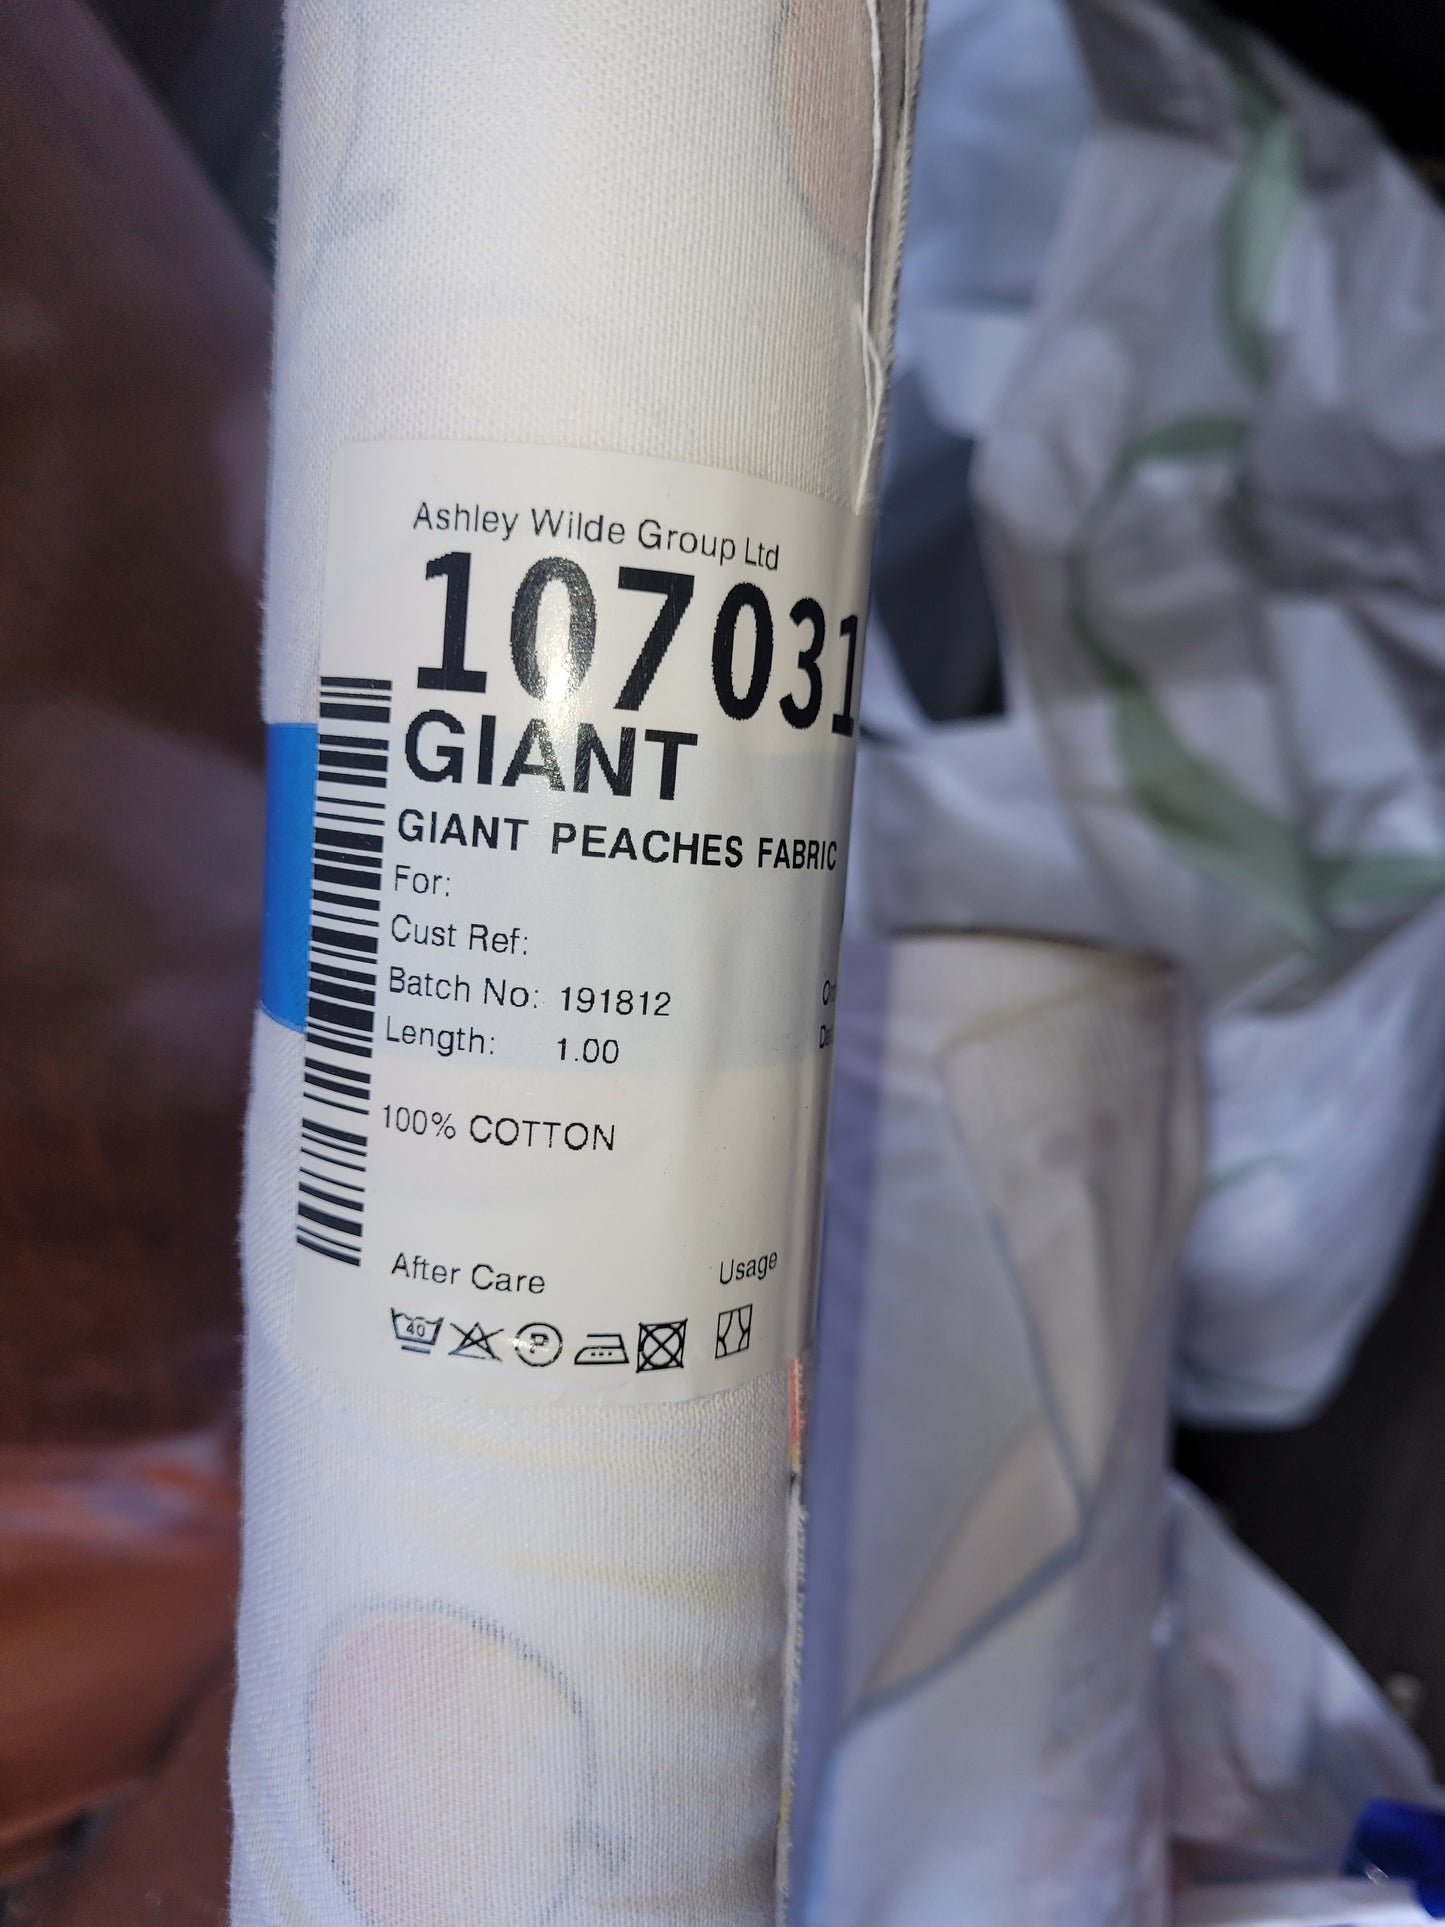 Ashley Wilde Group Ltd
107031
GIANT
GIANT PEACHES FABRIC
For:
Cust Ref:
Batch No: 191812
Length: 1.00
100% COTTON
After Care Usage
40 P